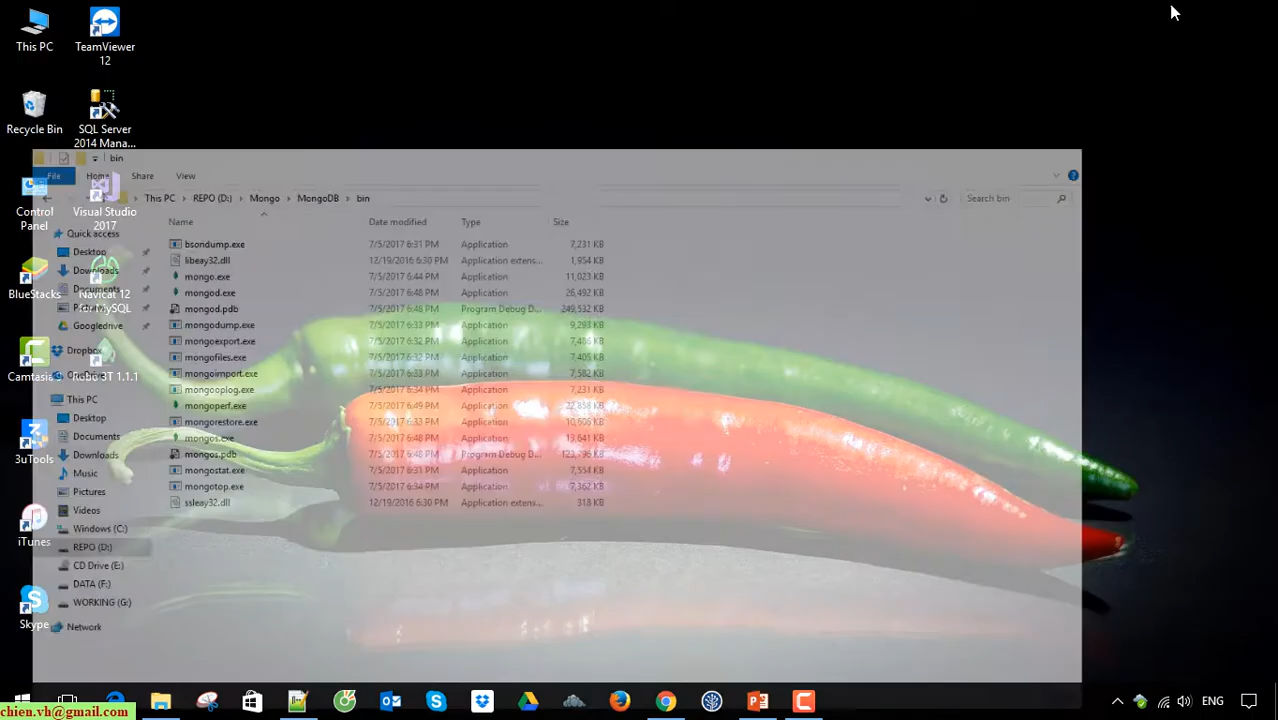 This PC
TeamViewer
12
Recycle Bin
SQL Server
2014 Mana...
Control
Panel
Visual Studio
2017
BlueStacks
Navicat 12
for MySQL
Camtasia
Robo 3T 1.1.1
3uTools
iTunes
Skype
bin
File
Home
Share
View
This PC
REPO (D:)
Mongo
MongoDB
bin
Search bin
Name
Date modified
Type
Size
Quick access
Desktop
Downloads
Documents
Googledrive
Dropbox
This PC
Desktop
Documents
Downloads
Music
Pictures
Videos
Windows (C:)
REPO (D:)
CD Drive (E:)
DATA (F:)
WORKING (G:)
Network
bsondump.exe 7/5/2017 6:31 PM Application 7,231 KB
libeay32.dll 12/19/2016 6:30 PM Application extens... 1,954 KB
mongo.exe 7/5/2017 6:44 PM Application 11,023 KB
mongod.exe 7/5/2017 6:48 PM Application 26,492 KB
mongod.pdb 7/5/2017 6:48 PM Program Debug D... 249,532 KB
mongodump.exe 7/5/2017 6:33 PM Application 9,293 KB
mongoexport.exe 7/5/2017 6:32 PM Application 7,486 KB
mongofiles.exe 7/5/2017 6:32 PM Application 7,405 KB
mongoimport.exe 7/5/2017 6:33 PM Application 7,582 KB
mongooplog.exe 7/5/2017 6:34 PM Application 7,231 KB
mongoperf.exe 7/5/2017 6:49 PM Application 22,858 KB
mongorestore.exe 7/5/2017 6:33 PM Application 10,606 KB
mongos.exe 7/5/2017 6:48 PM Application 13,641 KB
mongos.pdb 7/5/2017 6:48 PM Program Debug D... 123,796 KB
mongostat.exe 7/5/2017 6:31 PM Application 7,554 KB
mongotop.exe 7/5/2017 6:34 PM Application 7,362 KB
ssleay32.dll 12/19/2016 6:30 PM Application extens... 318 KB
ENG
chien.vh@gmail.com